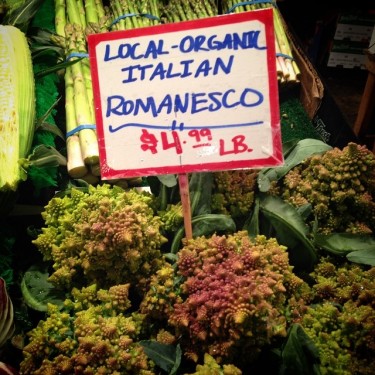 LOCAL-ORGANIC
ITALIAN
ROMANESCO
$4.99 LB.